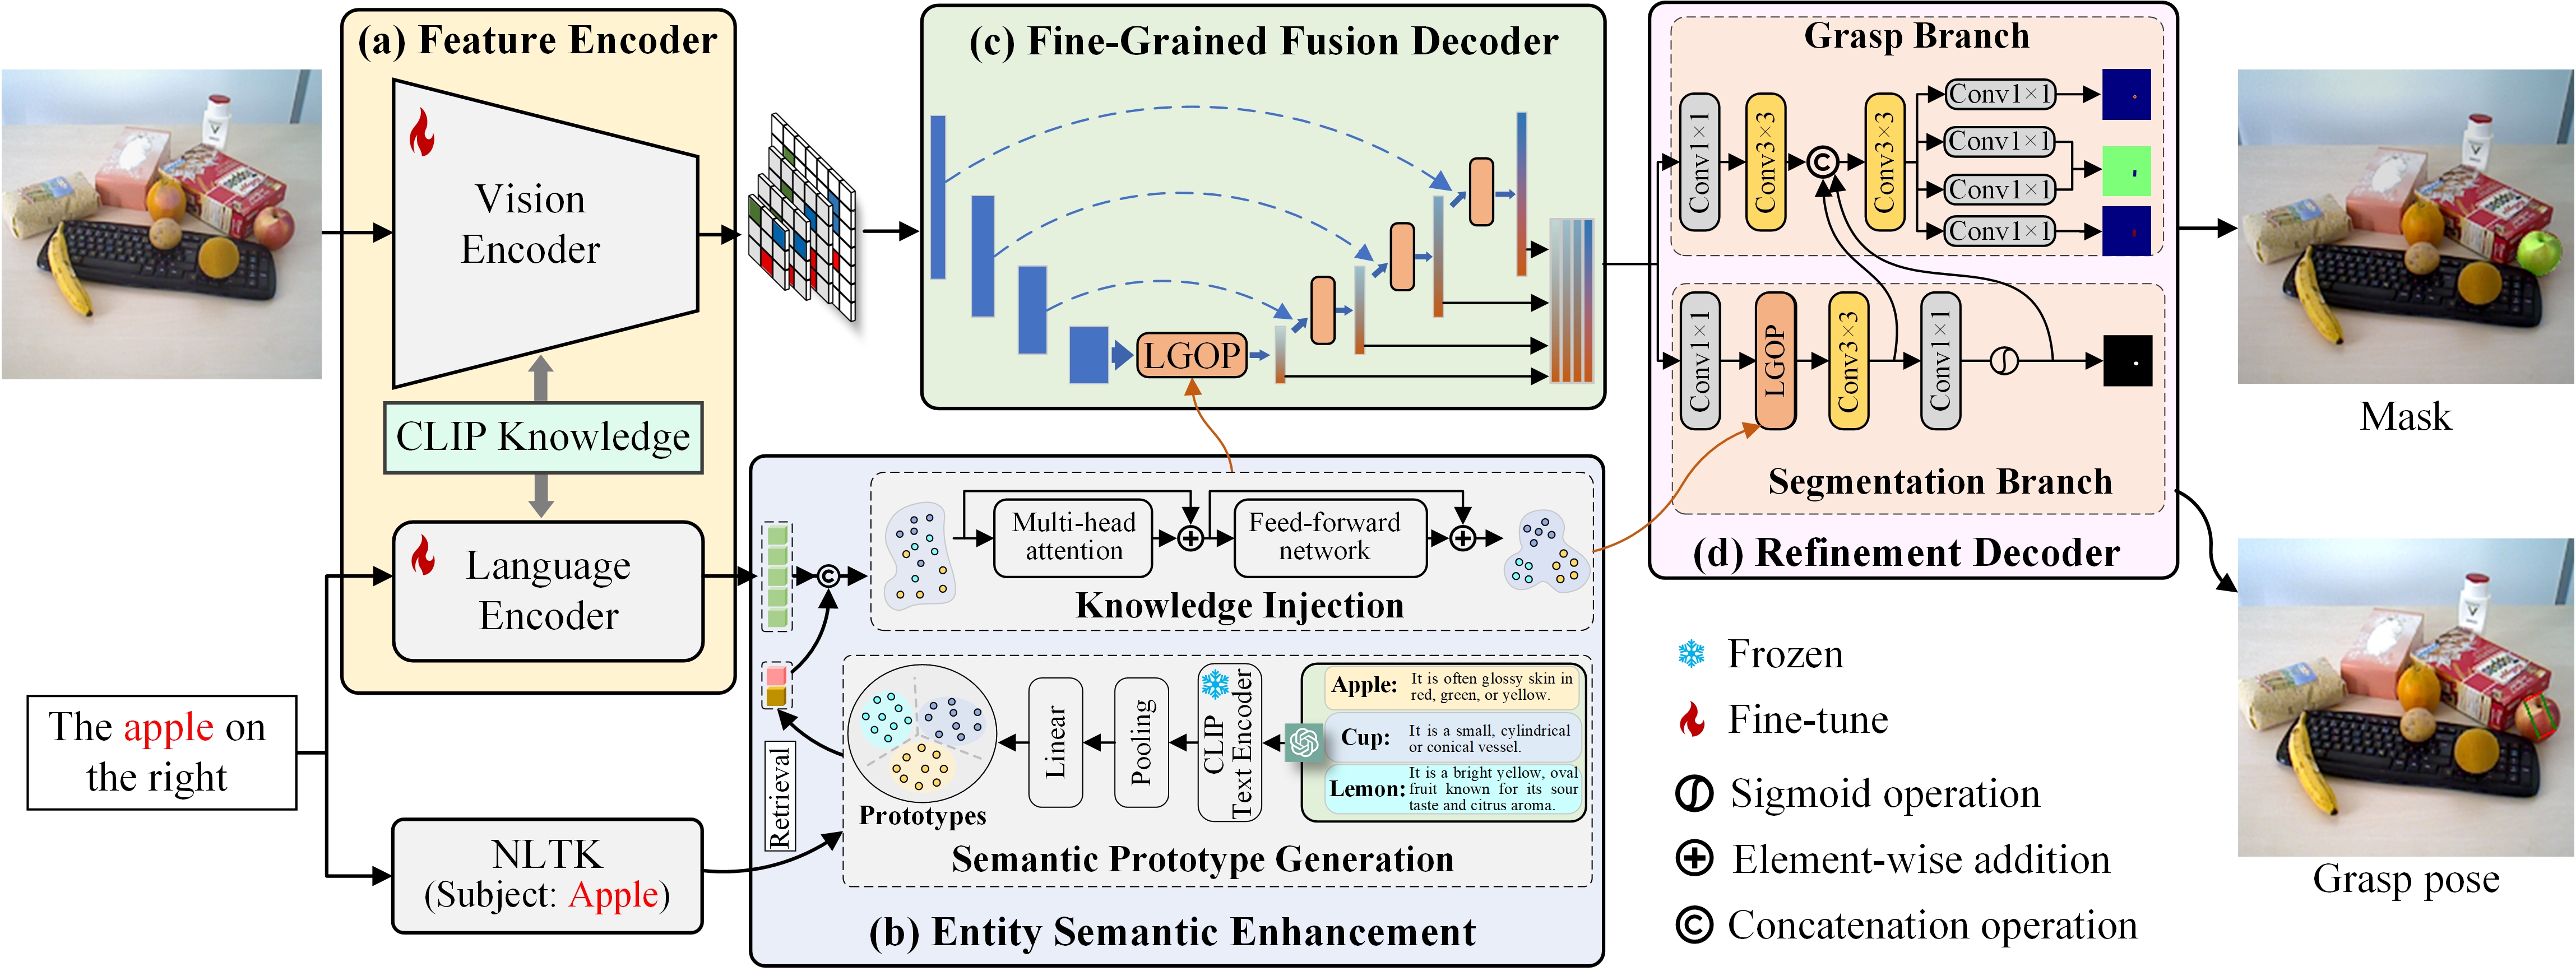 (a) Feature Encoder
Vision
Encoder
CLIP Knowledge
Language
Encoder
The apple on
the right
NLTK
(Subject: Apple)
(c) Fine-Grained Fusion Decoder
LGOP
Multi-head
attention
Feed-forward
network
Knowledge Injection
Retrieval
Prototypes
Linear
Pooling
CLIP
Text Encoder
Apple: It is often glossy skin in
red, green, or yellow.
Cup: It is a small, cylindrical
or conical vessel.
Lemon: It is a bright yellow, oval
fruit known for its sour
taste and citrus aroma.
Semantic Prototype Generation
(b) Entity Semantic Enhancement
Grasp Branch
Conv1×1
Conv3×3
C
Conv3×3
Conv1×1
Conv1×1
Conv1×1
Conv1×1
Conv1×1
LGOP
Conv3×3
Conv1×1
Segmentation Branch
(d) Refinement Decoder
C
Frozen
Fine-tune
Sigmoid operation
Element-wise addition
C Concatenation operation
Mask
Grasp pose